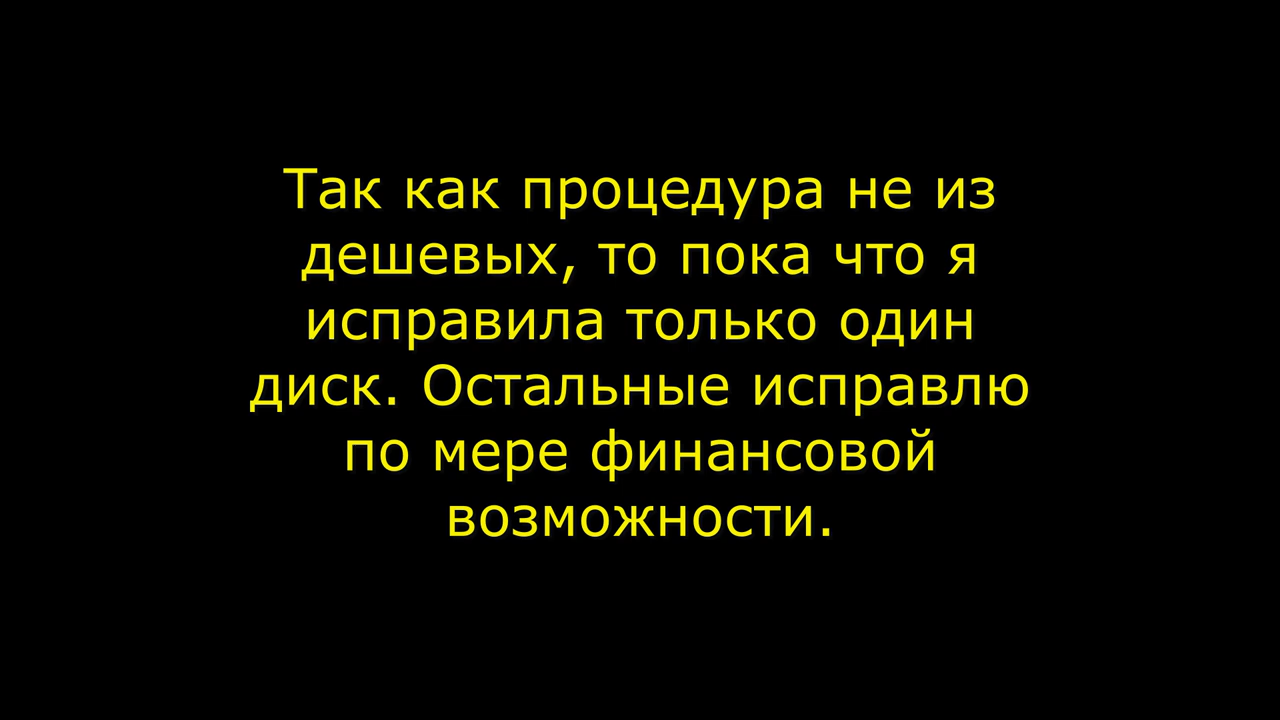 Так как процедура не из
дешевых, то пока что я
исправила только один
диск. Остальные исправлю
по мере финансовой
возможности.